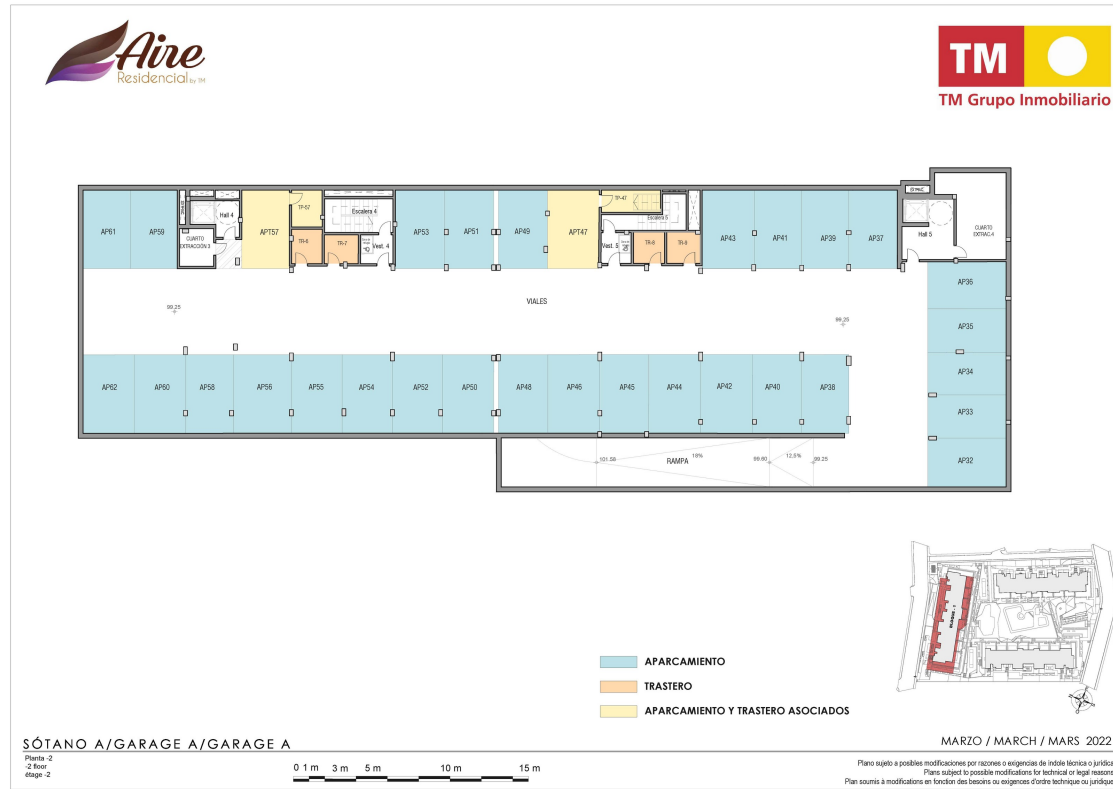 Aire
Residencial by TM
TM
TM Grupo Inmobiliario
AP61
AP59
Hall 4
CUARTO
EXTRACCIÓN 3
APT57
TP-57
TR-6
TR-7
Escalera 4
Vest. 4
AP53
AP51
AP49
APT47
TP-47
Escalera 5
Vest. 5
TR-8
TR-9
AP43
AP41
AP39
AP37
Hall 5
CUARTO
EXTRAC.4
AP36
AP35
AP34
AP33
AP32
VIALES
99,25
99,25
AP62
AP60
AP58
AP56
AP55
AP54
AP52
AP50
AP48
AP46
AP45
AP44
AP42
AP40
AP38
101.58
RAMPA
18%
99.60
12,5%
99.25
APARCAMIENTO
TRASTERO
APARCAMIENTO Y TRASTERO ASOCIADOS
SÓTANO A/GARAGE A/GARAGE A
Planta -2
-2 floor
étage -2
0 1 m 3 m 5 m 10 m 15 m
MARZO / MARCH / MARS 2022
Plano sujeto a posibles modificaciones por razones o exigencias de índole técnica o jurídica
Plans subject to possible modifications for technical or legal reasons
Plan soumis à modifications en fonction des besoins ou exigences d'ordre technique ou juridique